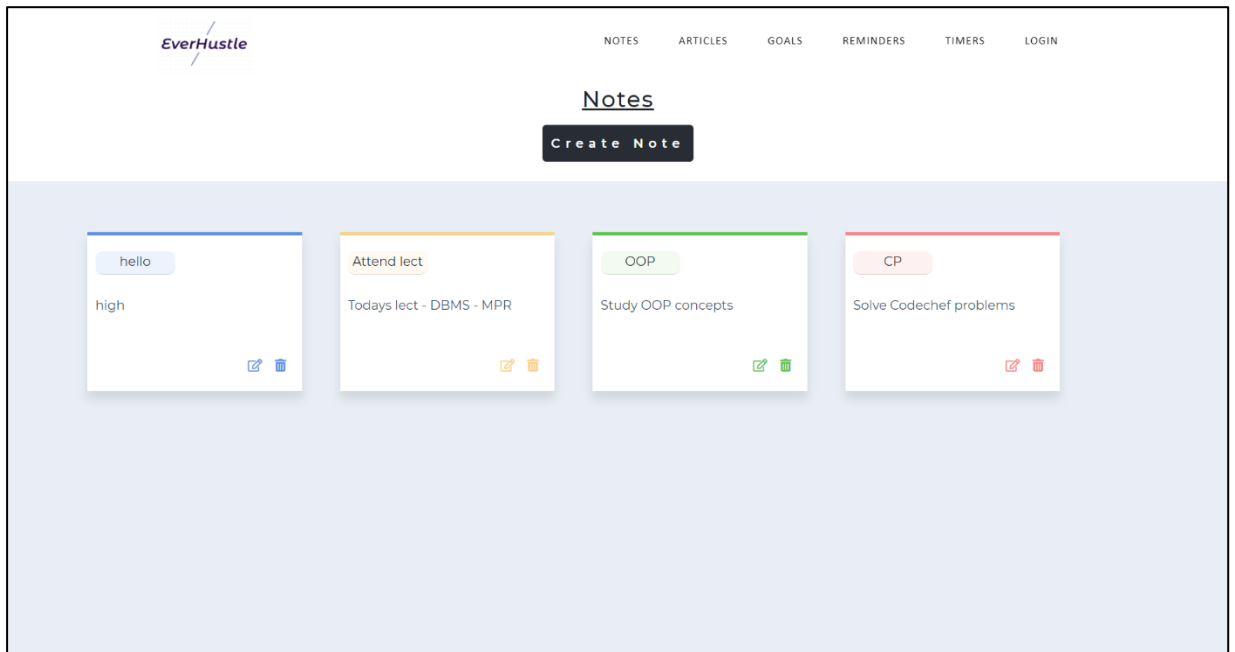 EverHustle
NOTES ARTICLES GOALS REMINDERS TIMERS LOGIN
Notes
Create Note
hello
high
Attend lect
Todays lect - DBMS - MPR
OOP
Study OOP concepts
CP
Solve Codechef problems